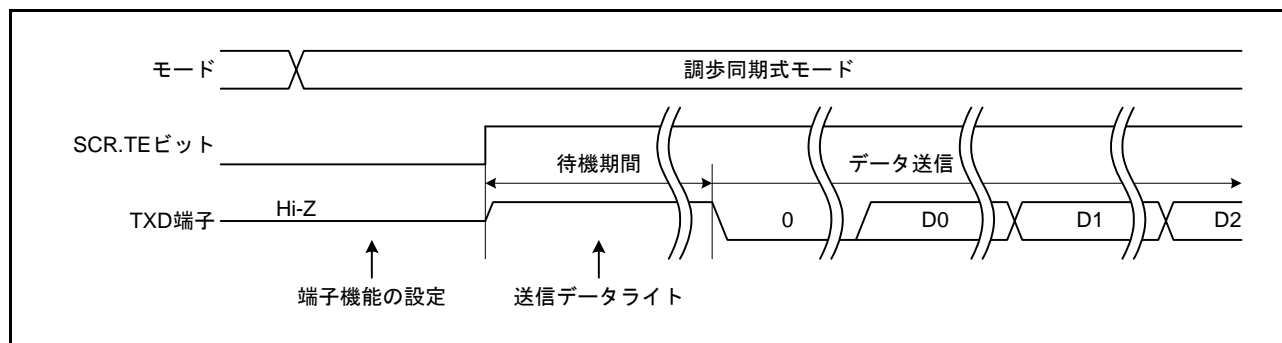 モード
調歩同期式モード
SCR.TEビット
待機期間
データ送信
TXD端子
Hi-Z
0
D0
D1
D2
端子機能の設定
送信データライト